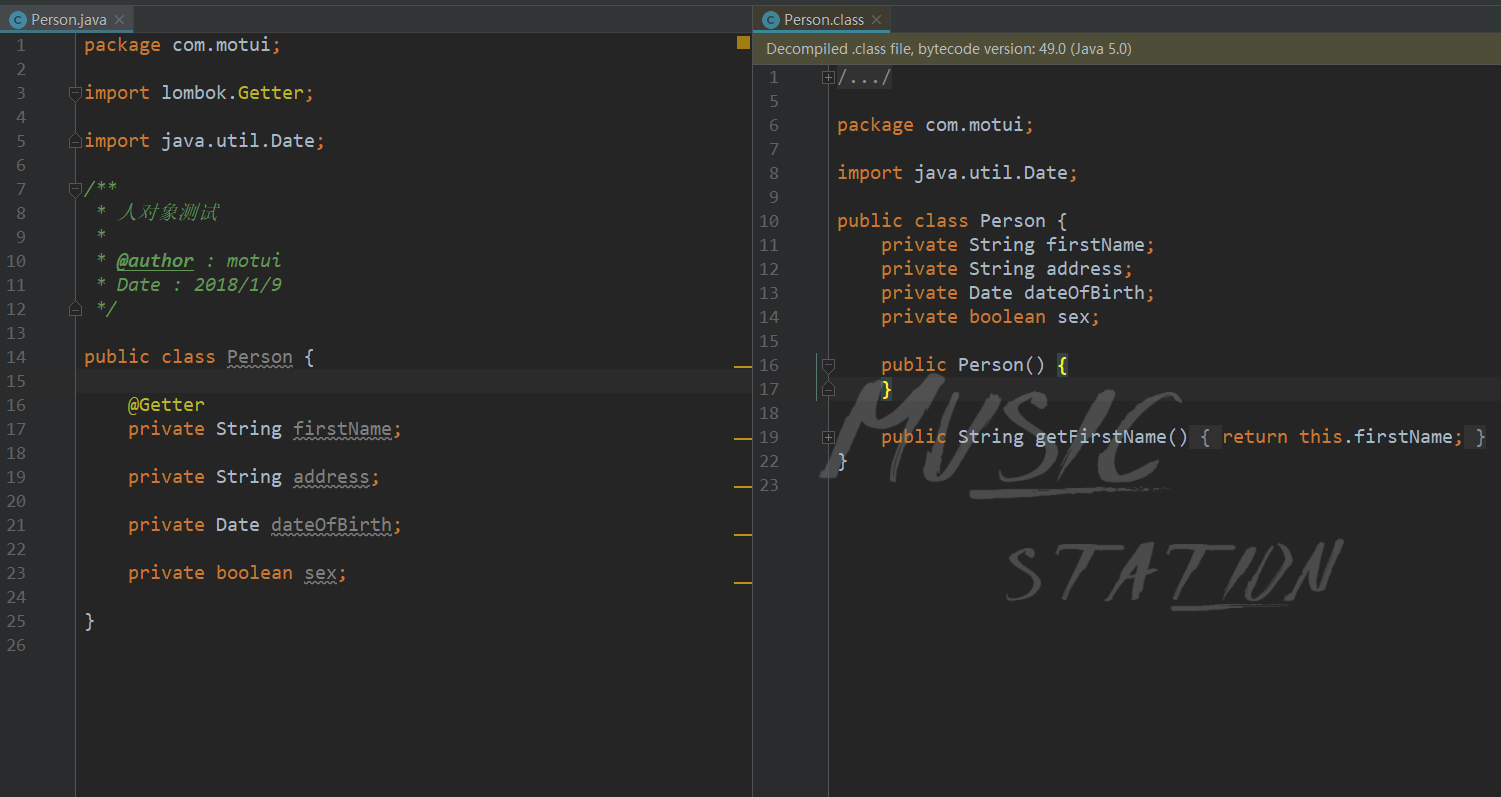 Person.java
1 package com.motui;
2
3 import lombok.Getter;
4
5 import java.util.Date;
6
7 /**
8 * 人对象测试
9 *
10 * @author : motui
11 * Date : 2018/1/9
12 */
13
14 public class Person {
15
16 @Getter
17 private String firstName;
18
19 private String address;
20
21 private Date dateOfBirth;
22
23 private boolean sex;
24
25 }
26
Person.class
Decompiled .class file, bytecode version: 49.0 (Java 5.0)
1 /.../
5
6 package com.motui;
7
8 import java.util.Date;
9
10 public class Person {
11 private String firstName;
12 private String address;
13 private Date dateOfBirth;
14 private boolean sex;
15
16 public Person() {
17 }
18
19 public String getFirstName() { return this.firstName; }
22 }
23
MUSIC
STATION